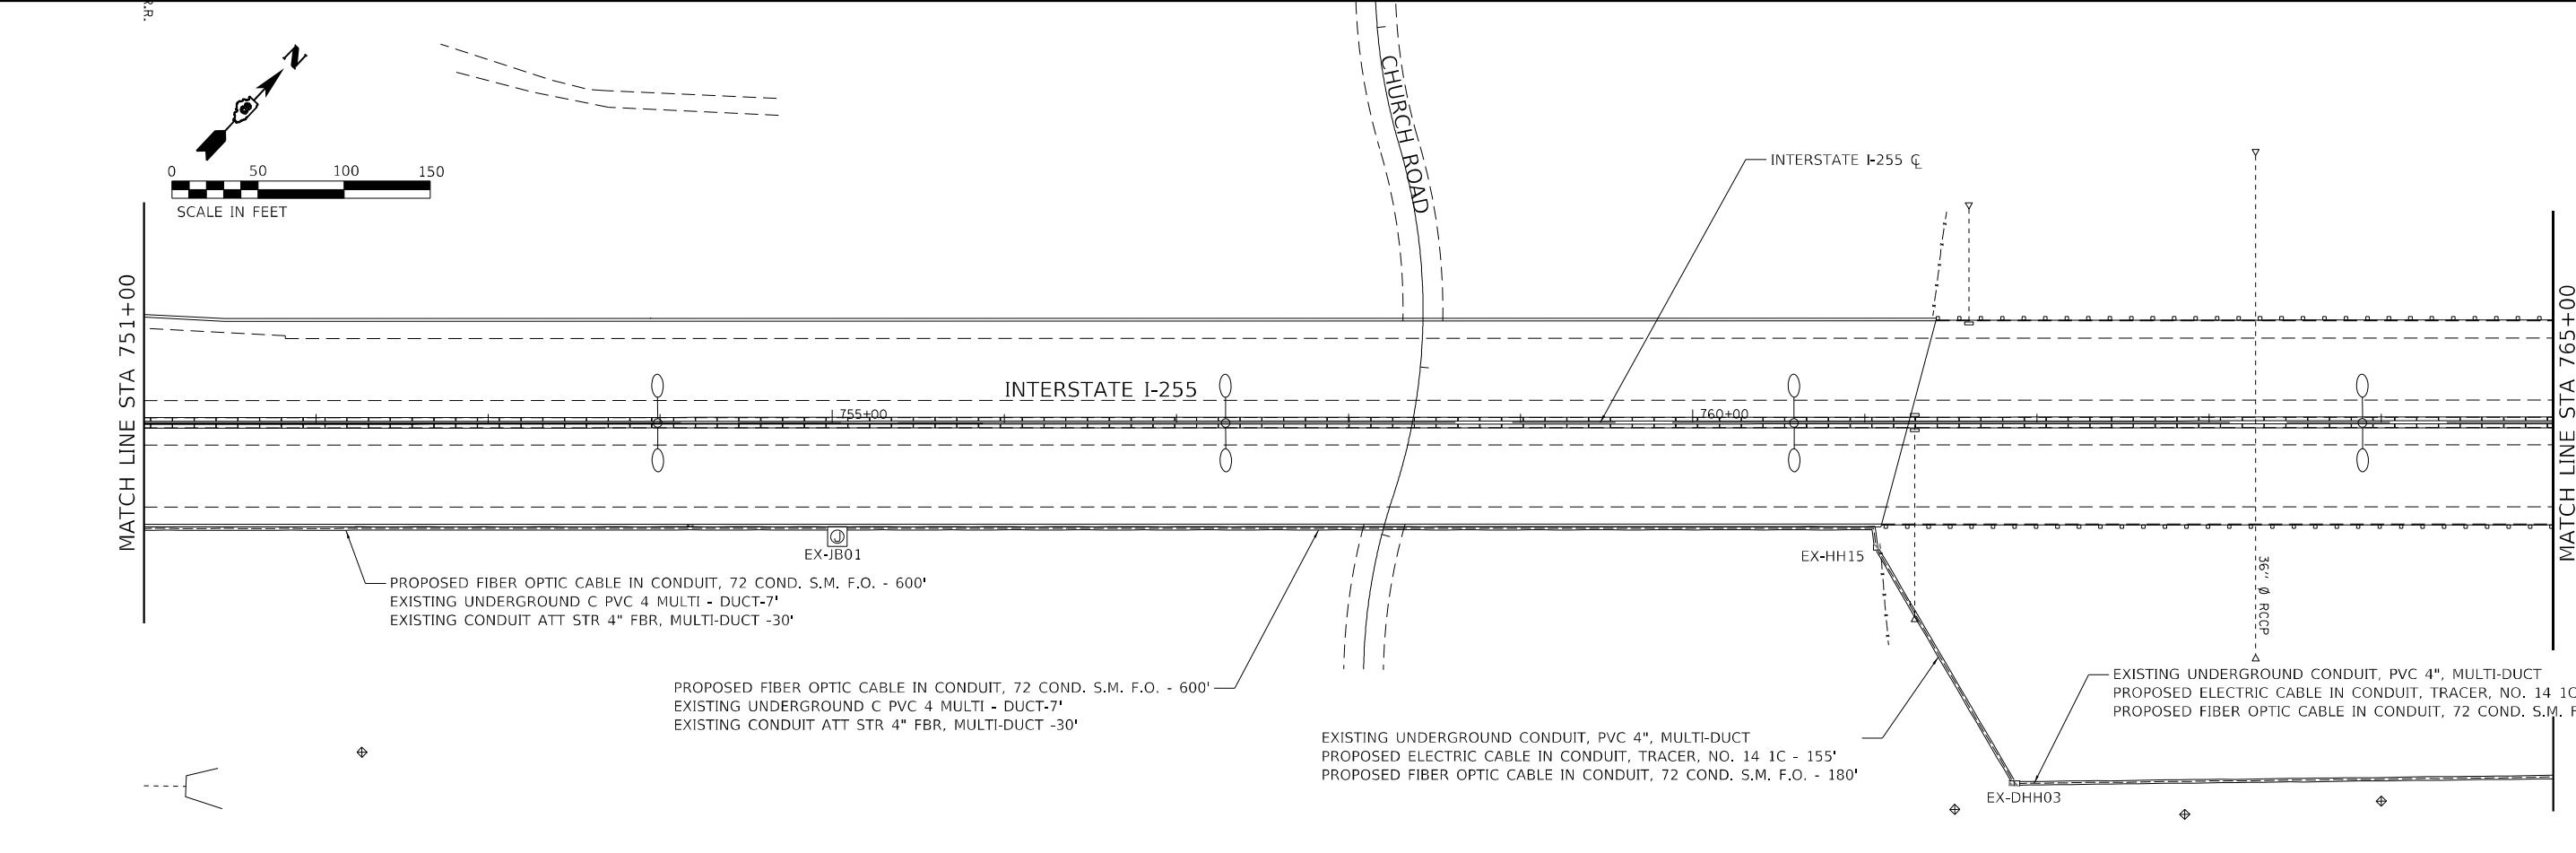 R.R.
N
0 50 100 150
SCALE IN FEET
CHURCH ROAD
INTERSTATE I-255 ℄
MATCH LINE STA 751+00
MATCH LINE STA 765+00
INTERSTATE I-255
755+00
760+00
EX-JB01
EX-HH15
36" Ø RCCP
PROPOSED FIBER OPTIC CABLE IN CONDUIT, 72 COND. S.M. F.O. - 600'
EXISTING UNDERGROUND C PVC 4 MULTI - DUCT-7'
EXISTING CONDUIT ATT STR 4" FBR, MULTI-DUCT -30'
PROPOSED FIBER OPTIC CABLE IN CONDUIT, 72 COND. S.M. F.O. - 600'
EXISTING UNDERGROUND C PVC 4 MULTI - DUCT-7'
EXISTING CONDUIT ATT STR 4" FBR, MULTI-DUCT -30'
EXISTING UNDERGROUND CONDUIT, PVC 4", MULTI-DUCT
PROPOSED ELECTRIC CABLE IN CONDUIT, TRACER, NO. 14 1C - 155'
PROPOSED FIBER OPTIC CABLE IN CONDUIT, 72 COND. S.M. F.O. - 180'
EXISTING UNDERGROUND CONDUIT, PVC 4", MULTI-DUCT
PROPOSED ELECTRIC CABLE IN CONDUIT, TRACER, NO. 14 1C
PROPOSED FIBER OPTIC CABLE IN CONDUIT, 72 COND. S.M. F
EX-DHH03